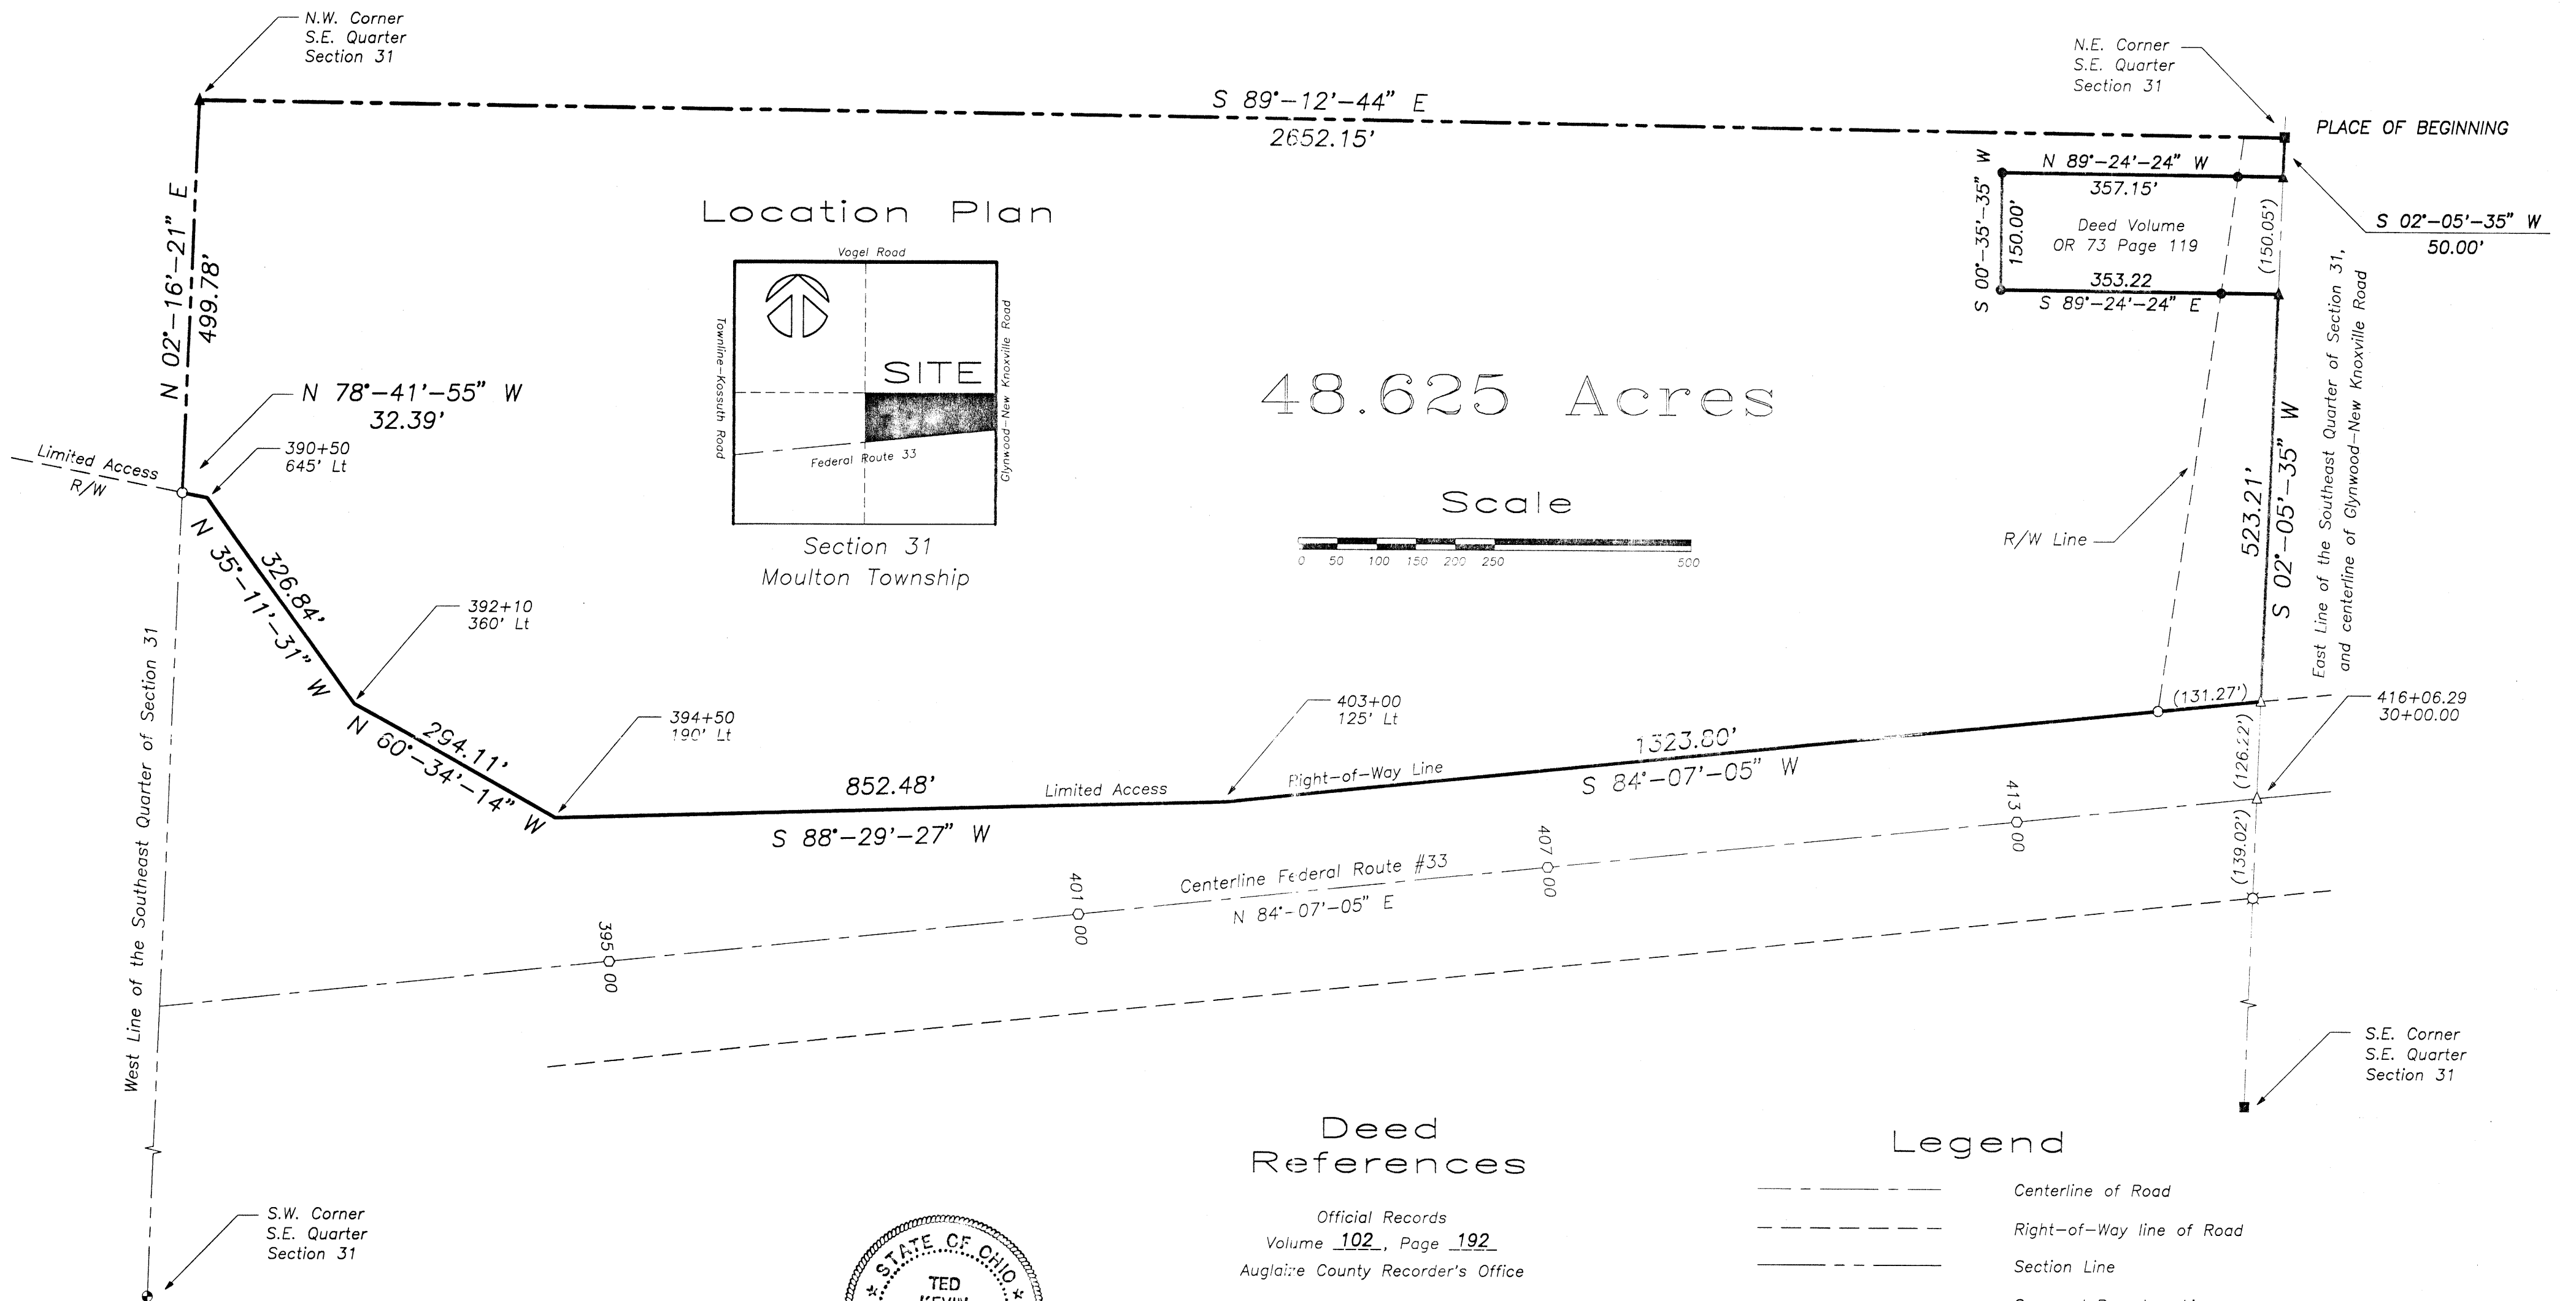 N.W. Corner
S.E. Quarter
Section 31
N.E. Corner
S.E. Quarter
Section 31
S 89°-12'-44" E
2652.15'
PLACE OF BEGINNING
N 89°-24'-24" W
357.15'
S 00°-35'-35" W
150.00'
Deed Volume
OR 73 Page 119
(150.05')
353.22
S 89°-24'-24" E
S 02°-05'-35" W
50.00'
N 02°-16'-21" E
499.78'
Location Plan
Vogel Road
Townline-Kossuth Road
Glynwood-New Knoxville Road
SITE
Federal Route 33
Section 31
Moulton Township
48.625 Acres
Scale
0 50 100 150 200 250 500
N 78°-41'-55" W
32.39'
390+50
645' Lt
Limited Access
R/W
326.84'
N 35°-11'-31" W
392+10
360' Lt
294.11'
N 60°-34'-14" W
394+50
190' Lt
852.48'
S 88°-29'-27" W
Limited Access
Right-of-Way Line
403+00
125' Lt
1323.80'
S 84°-07'-05" W
R/W Line
523.21'
S 02°-05'-35" W
East Line of the Southeast Quarter of Section 31,
and centerline of Glynwood-New Knoxville Road
(131.27')
416+06.29
30+00.00
(126.22')
(139.02')
West Line of the Southeast Quarter of Section 31
395 00
401 00
407 00
413 00
Centerline Federal Route #33
N 84°-07'-05" E
S.E. Corner
S.E. Quarter
Section 31
S.W. Corner
S.E. Quarter
Section 31
STATE OF OHIO
TED
Deed
References
Official Records
Volume 102, Page 192
Auglaize County Recorder's Office
Legend
Centerline of Road
Right-of-Way line of Road
Section Line